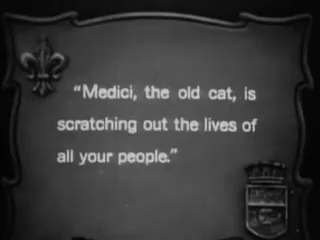 "Medici, the old cat, is
scratching out the lives of
all your people."